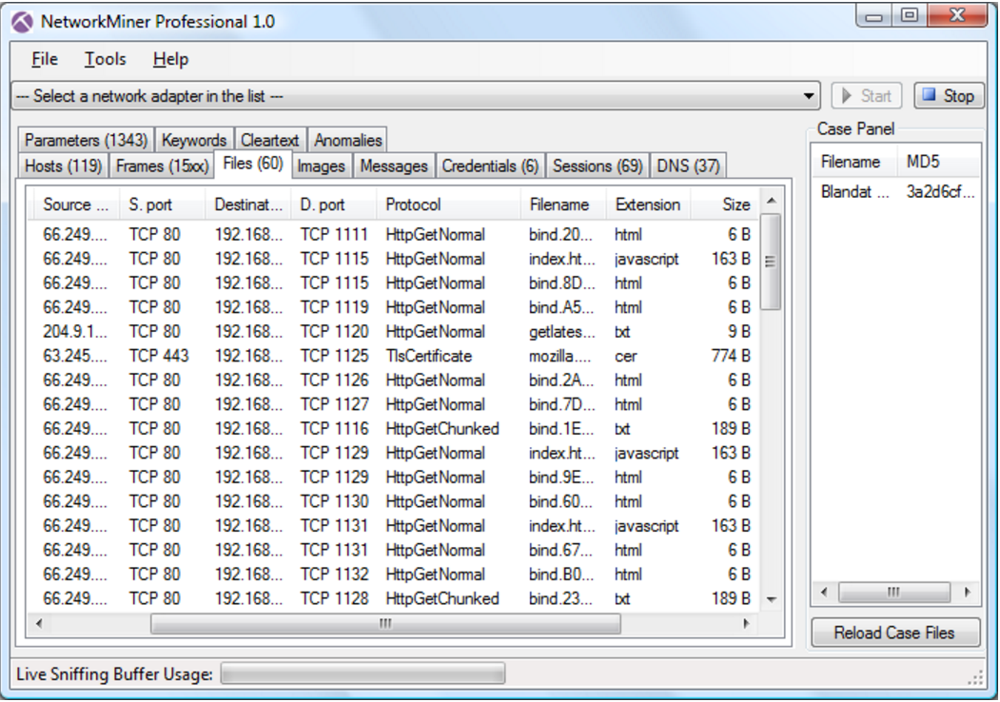 NetworkMiner Professional 1.0
File Tools Help
--- Select a network adapter in the list ---
Start Stop
Parameters (1343) Keywords Cleartext Anomalies
Hosts (119) Frames (15xx) Files (60) Images Messages Credentials (6) Sessions (69) DNS (37)
Source ... S. port Destinat... D. port Protocol Filename Extension Size
66.249.... TCP 80 192.168... TCP 1111 HttpGetNormal bind.20... html 6 B
66.249.... TCP 80 192.168... TCP 1115 HttpGetNormal index.ht... javascript 163 B
66.249.... TCP 80 192.168... TCP 1115 HttpGetNormal bind.8D... html 6 B
66.249.... TCP 80 192.168... TCP 1119 HttpGetNormal bind.A5... html 6 B
204.9.1... TCP 80 192.168... TCP 1120 HttpGetNormal getlates... txt 9 B
63.245.... TCP 443 192.168... TCP 1125 TlsCertificate mozilla.... cer 774 B
66.249.... TCP 80 192.168... TCP 1126 HttpGetNormal bind.2A... html 6 B
66.249.... TCP 80 192.168... TCP 1127 HttpGetNormal bind.7D... html 6 B
66.249.... TCP 80 192.168... TCP 1116 HttpGetChunked bind.1E... txt 189 B
66.249.... TCP 80 192.168... TCP 1129 HttpGetNormal index.ht... javascript 163 B
66.249.... TCP 80 192.168... TCP 1129 HttpGetNormal bind.9E... html 6 B
66.249.... TCP 80 192.168... TCP 1130 HttpGetNormal bind.60... html 6 B
66.249.... TCP 80 192.168... TCP 1131 HttpGetNormal index.ht... javascript 163 B
66.249.... TCP 80 192.168... TCP 1131 HttpGetNormal bind.67... html 6 B
66.249.... TCP 80 192.168... TCP 1132 HttpGetNormal bind.B0... html 6 B
66.249.... TCP 80 192.168... TCP 1128 HttpGetChunked bind.23... txt 189 B
Case Panel
Filename MD5
Blandat ... 3a2d6cf...
Reload Case Files
Live Sniffing Buffer Usage: